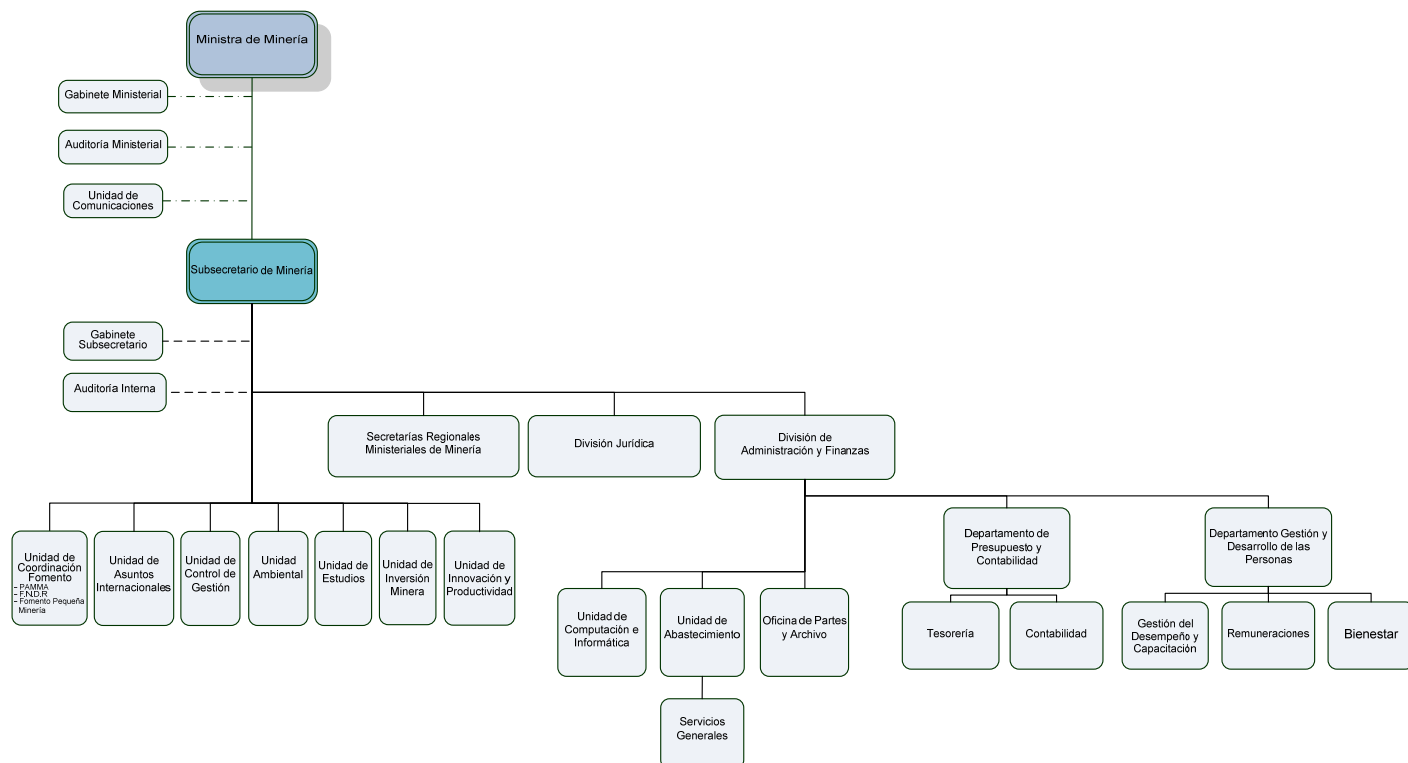 Ministra de Minería
Gabinete Ministerial
Auditoría Ministerial
Unidad de
Comunicaciones
Subsecretario de Minería
Gabinete
Subsecretario
Auditoría Interna
Secretarías Regionales
Ministeriales de Minería
División Jurídica
División de
Administración y Finanzas
Unidad de
Coordinación
Fomento
- PAMMA
- F.N.D.R
- Fomento Pequeña
Minería
Unidad de
Asuntos
Internacionales
Unidad de
Control de
Gestión
Unidad
Ambiental
Unidad de
Estudios
Unidad de
Inversión
Minera
Unidad de
Innovación y
Productividad
Departamento de
Presupuesto y
Contabilidad
Departamento Gestión y
Desarrollo de las
Personas
Unidad de
Computación e
Informática
Unidad de
Abastecimiento
Oficina de Partes
y Archivo
Tesorería
Contabilidad
Gestión del
Desempeño y
Capacitación
Remuneraciones
Bienestar
Servicios
Generales